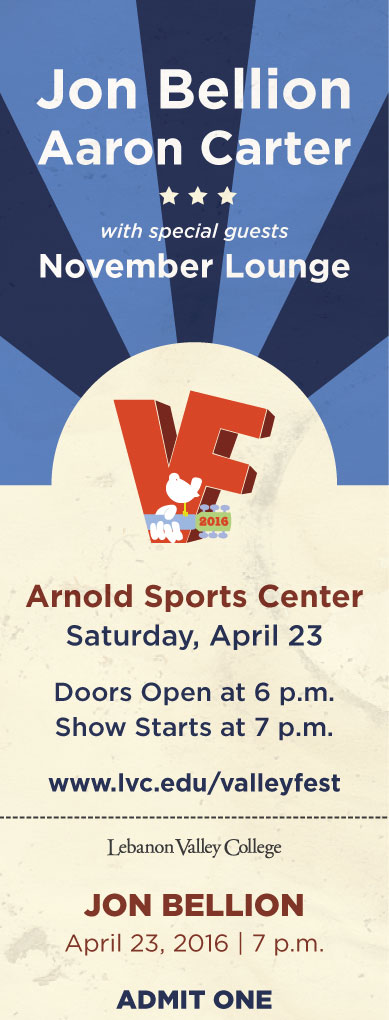 Jon Bellion
Aaron Carter
with special guests
November Lounge
VF
2016
Arnold Sports Center
Saturday, April 23
Doors Open at 6 p.m.
Show Starts at 7 p.m.
www.lvc.edu/valleyfest
Lebanon Valley College
JON BELLION
April 23, 2016 | 7 p.m.
ADMIT ONE